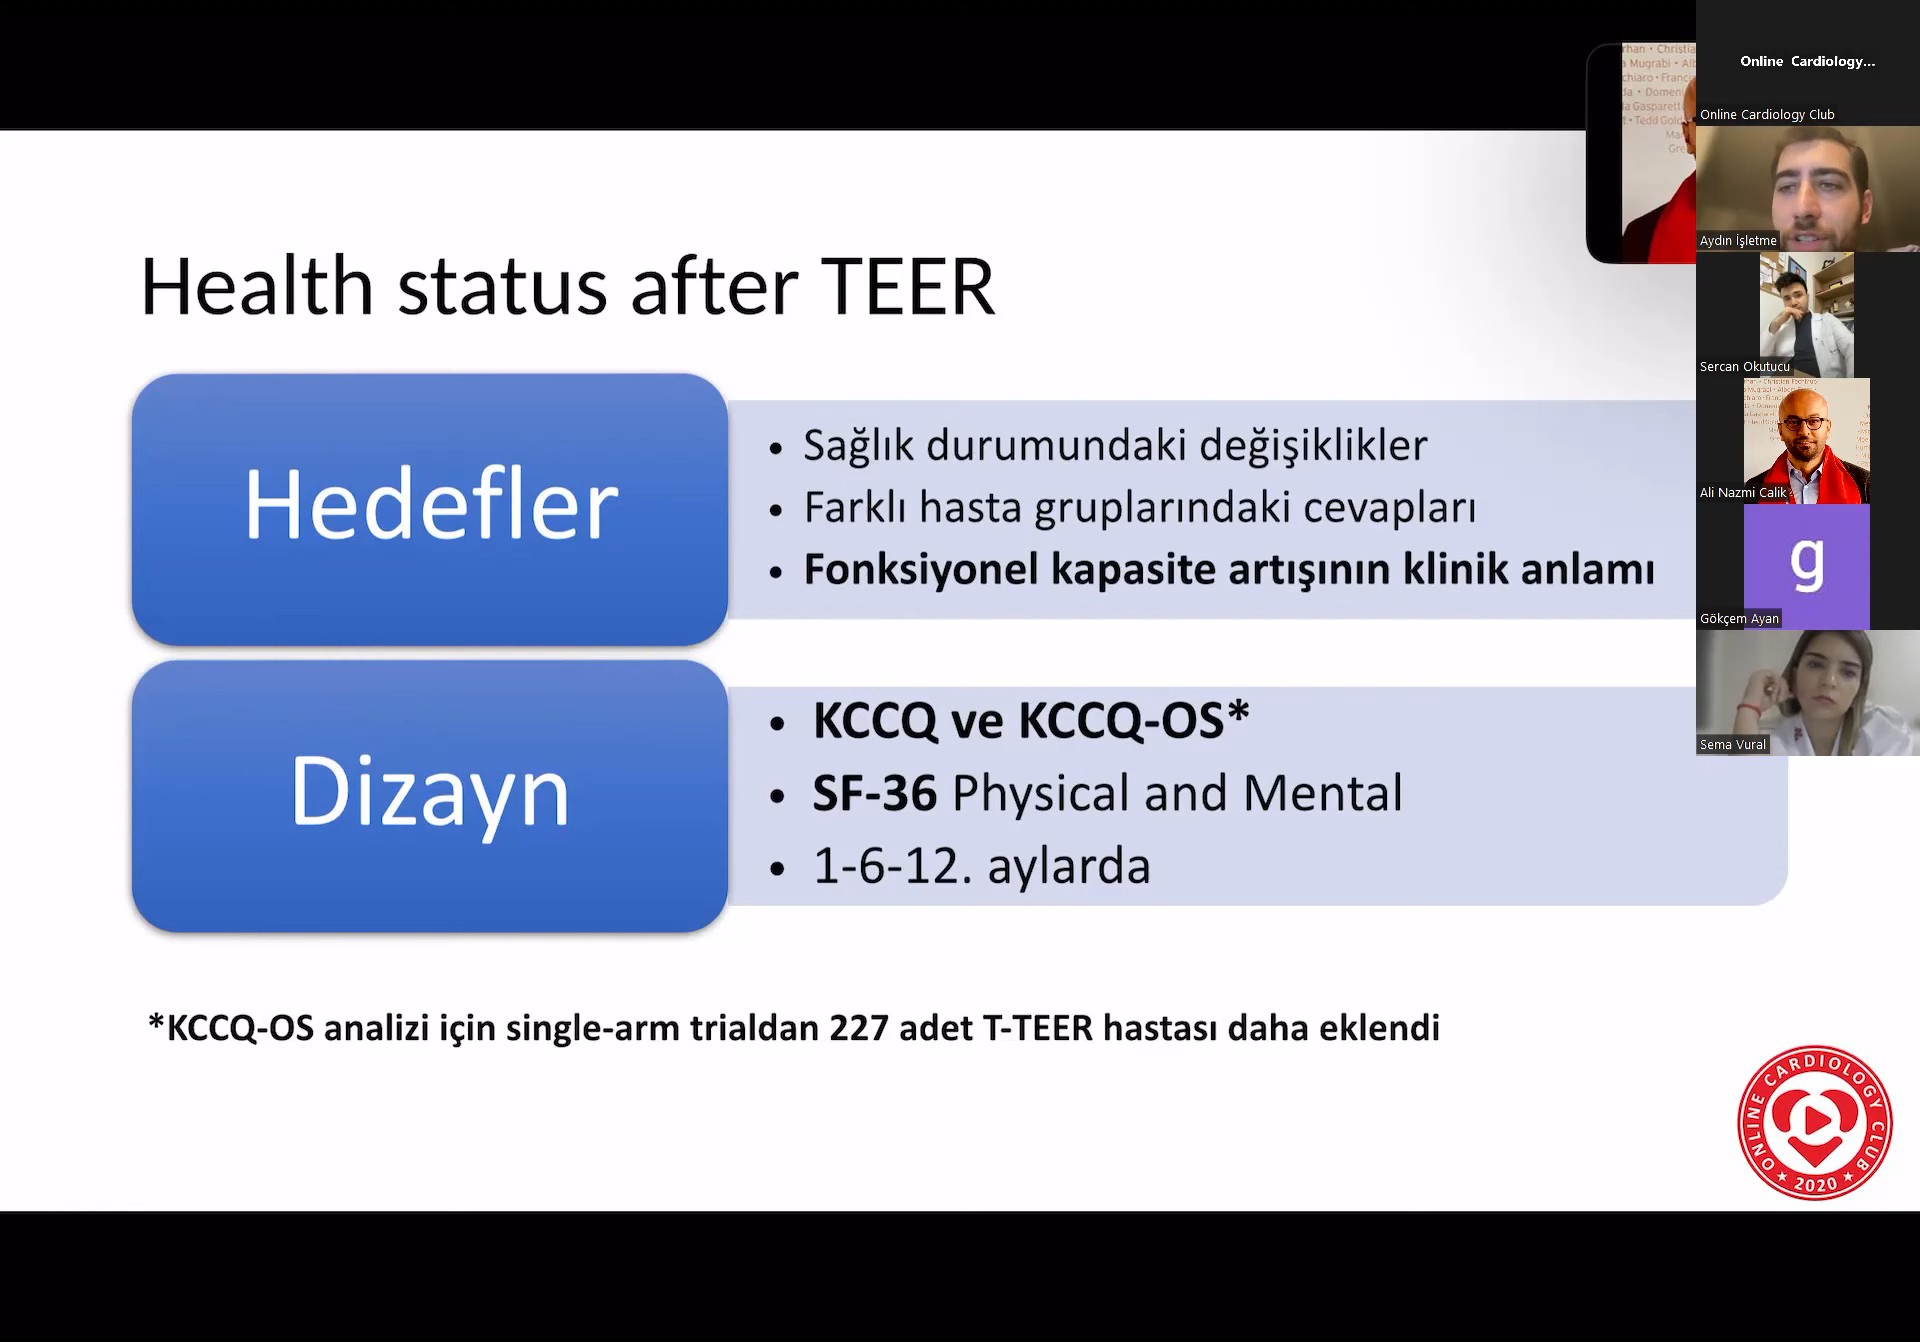 Health status after TEER
Hedefler
• Sağlık durumundaki değişiklikler
• Farklı hasta gruplarındaki cevapları
• Fonksiyonel kapasite artışının klinik anlamı
Dizayn
• KCCQ ve KCCQ-OS*
• SF-36 Physical and Mental
• 1-6-12. aylarda
*KCCQ-OS analizi için single-arm trialdan 227 adet T-TEER hastası daha eklendi
Online Cardiology...
Online Cardiology Club
Aydın İşletme
Sercan Okutucu
Ali Nazmi Calik
g
Gökçem Ayan
Sema Vural
ONLINE CARDIOLOGY CLUB
★ 2020 ★